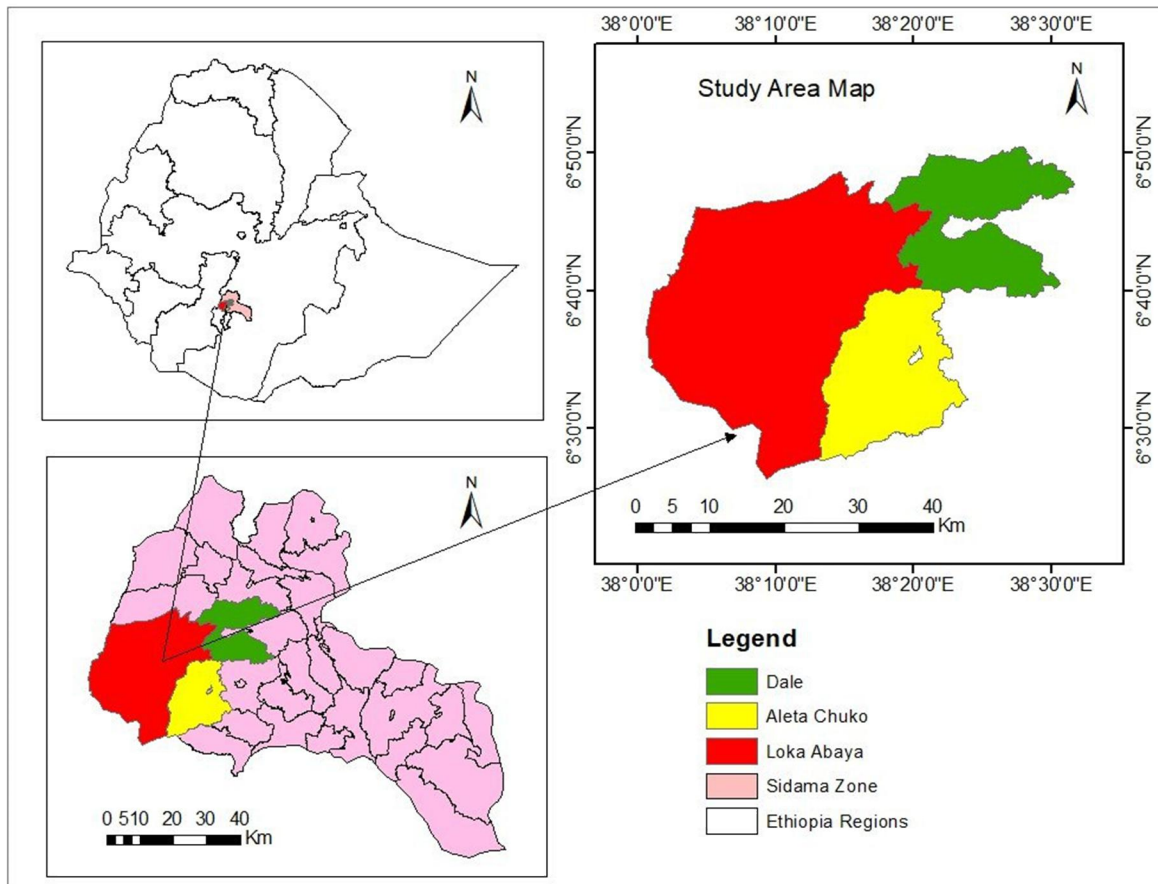 N
38°0'0"E 38°10'0"E 38°20'0"E 38°30'0"E
Study Area Map
N
6°50'0"N 6°50'0"N
6°40'0"N 6°40'0"N
6°30'0"N 6°30'0"N
0 5 10 20 30 40
Km
38°0'0"E 38°10'0"E 38°20'0"E 38°30'0"E
N
0 5 10 20 30 40
Km
Legend
Dale
Aleta Chuko
Loka Abaya
Sidama Zone
Ethiopia Regions